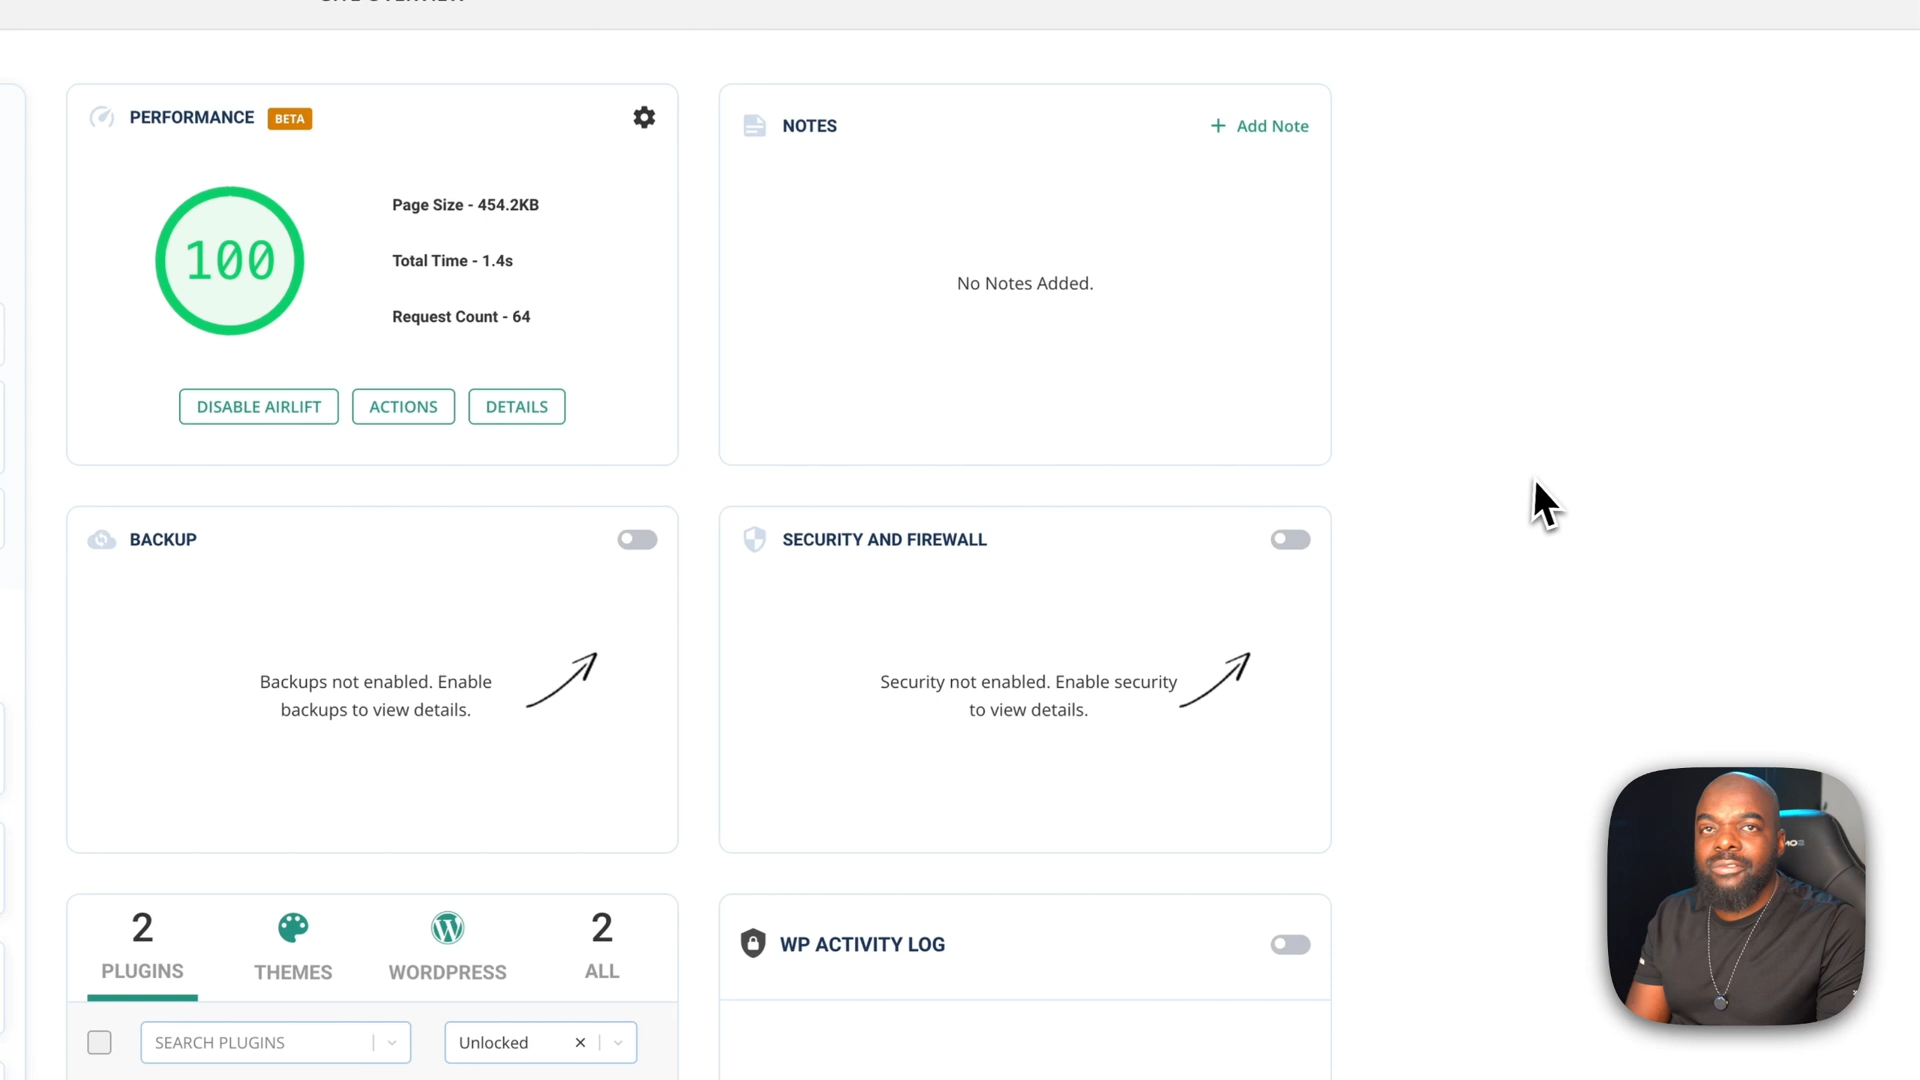 SITE OVERVIEW
PERFORMANCE BETA
100
Page Size - 454.2KB
Total Time - 1.4s
Request Count - 64
DISABLE AIRLIFT
ACTIONS
DETAILS
NOTES
+ Add Note
No Notes Added.
BACKUP
Backups not enabled. Enable
backups to view details.
SECURITY AND FIREWALL
Security not enabled. Enable security
to view details.
2
PLUGINS
THEMES
WORDPRESS
2
ALL
SEARCH PLUGINS
Unlocked
WP ACTIVITY LOG